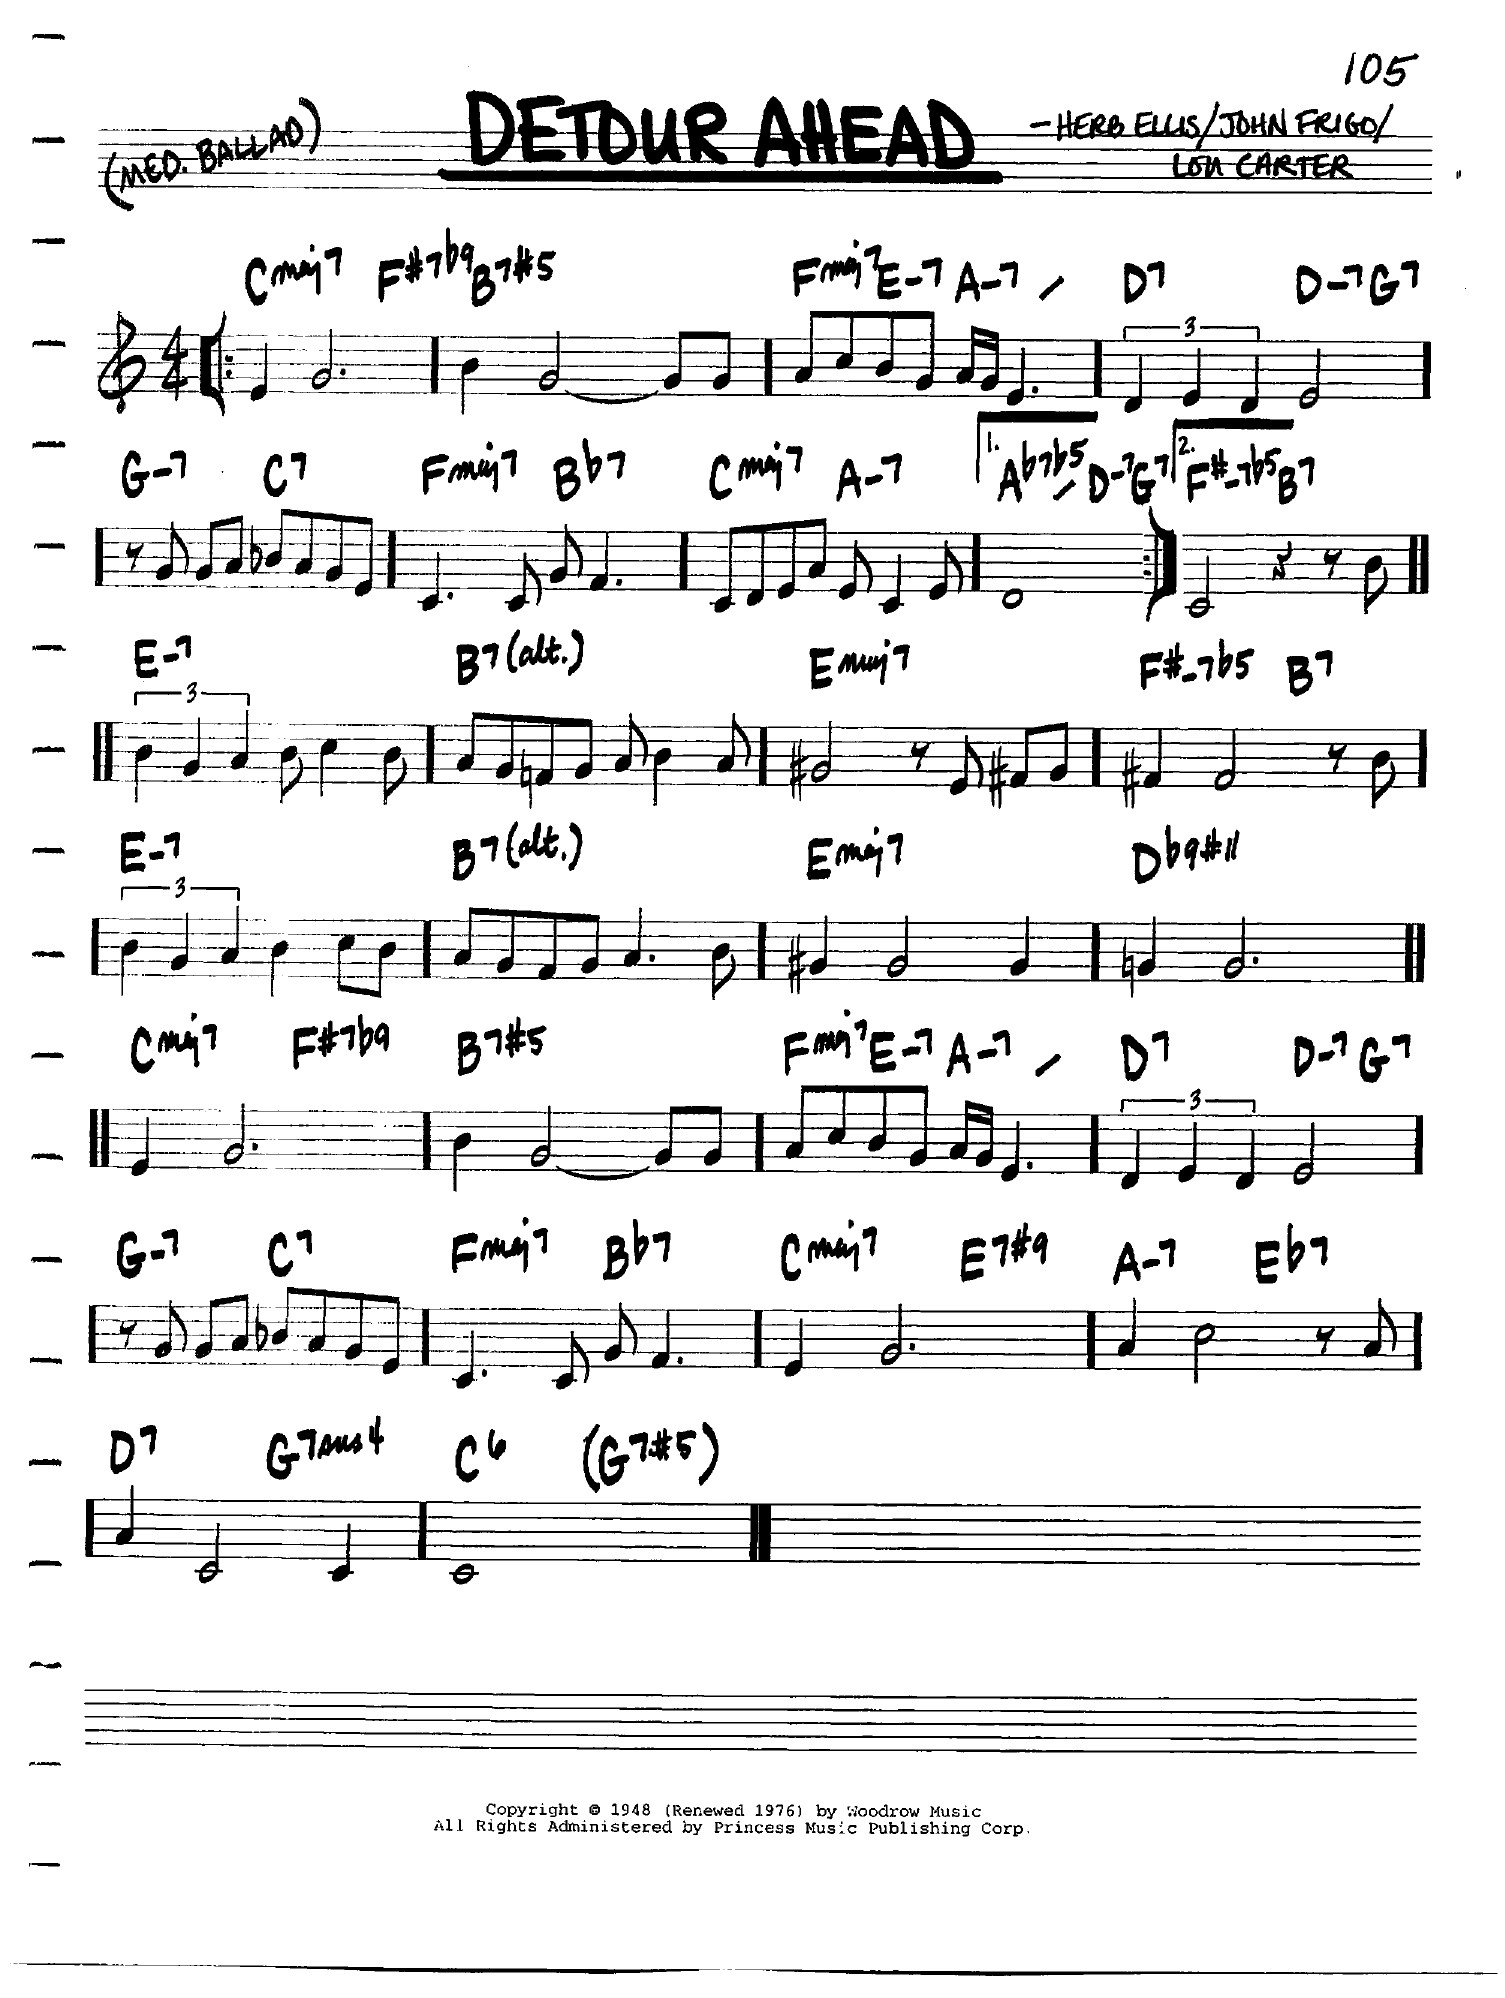 105
(MED. BALLAD) DETOUR AHEAD -HERB ELLIS/JOHN FRIGO/
LOU CARTER
Cmaj7 F#7b9 B7#5 Fmaj7 E-7 A-7 / D7 D-7 G7
4/4 3
G-7 C7 Fmaj7 Bb7 Cmaj7 A-7 1. Ab7b5 / D-7 G7 2. F#-7b5 B7
E-7 B7(alt.) Emaj7 F#-7b5 B7
3
E-7 B7(alt.) Emaj7 Db9#11
3
Cmaj7 F#7b9 B7#5 Fmaj7 E-7 A-7 / D7 D-7 G7
3
G-7 C7 Fmaj7 Bb7 Cmaj7 E7#9 A-7 Eb7
D7 G7sus4 C6 (G7#5)
Copyright © 1948 (Renewed 1976) by Woodrow Music
All Rights Administered by Princess Music Publishing Corp.